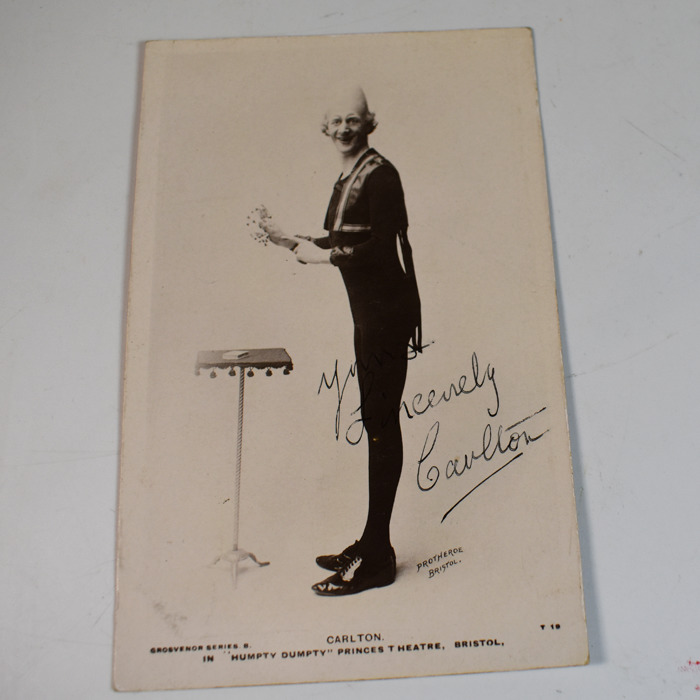 Yours
Sincerely
Carlton
PROTHEROE
BRISTOL.
T 19
CARLTON.
GROSVENOR SERIES B.
IN "HUMPTY DUMPTY" PRINCES THEATRE, BRISTOL,